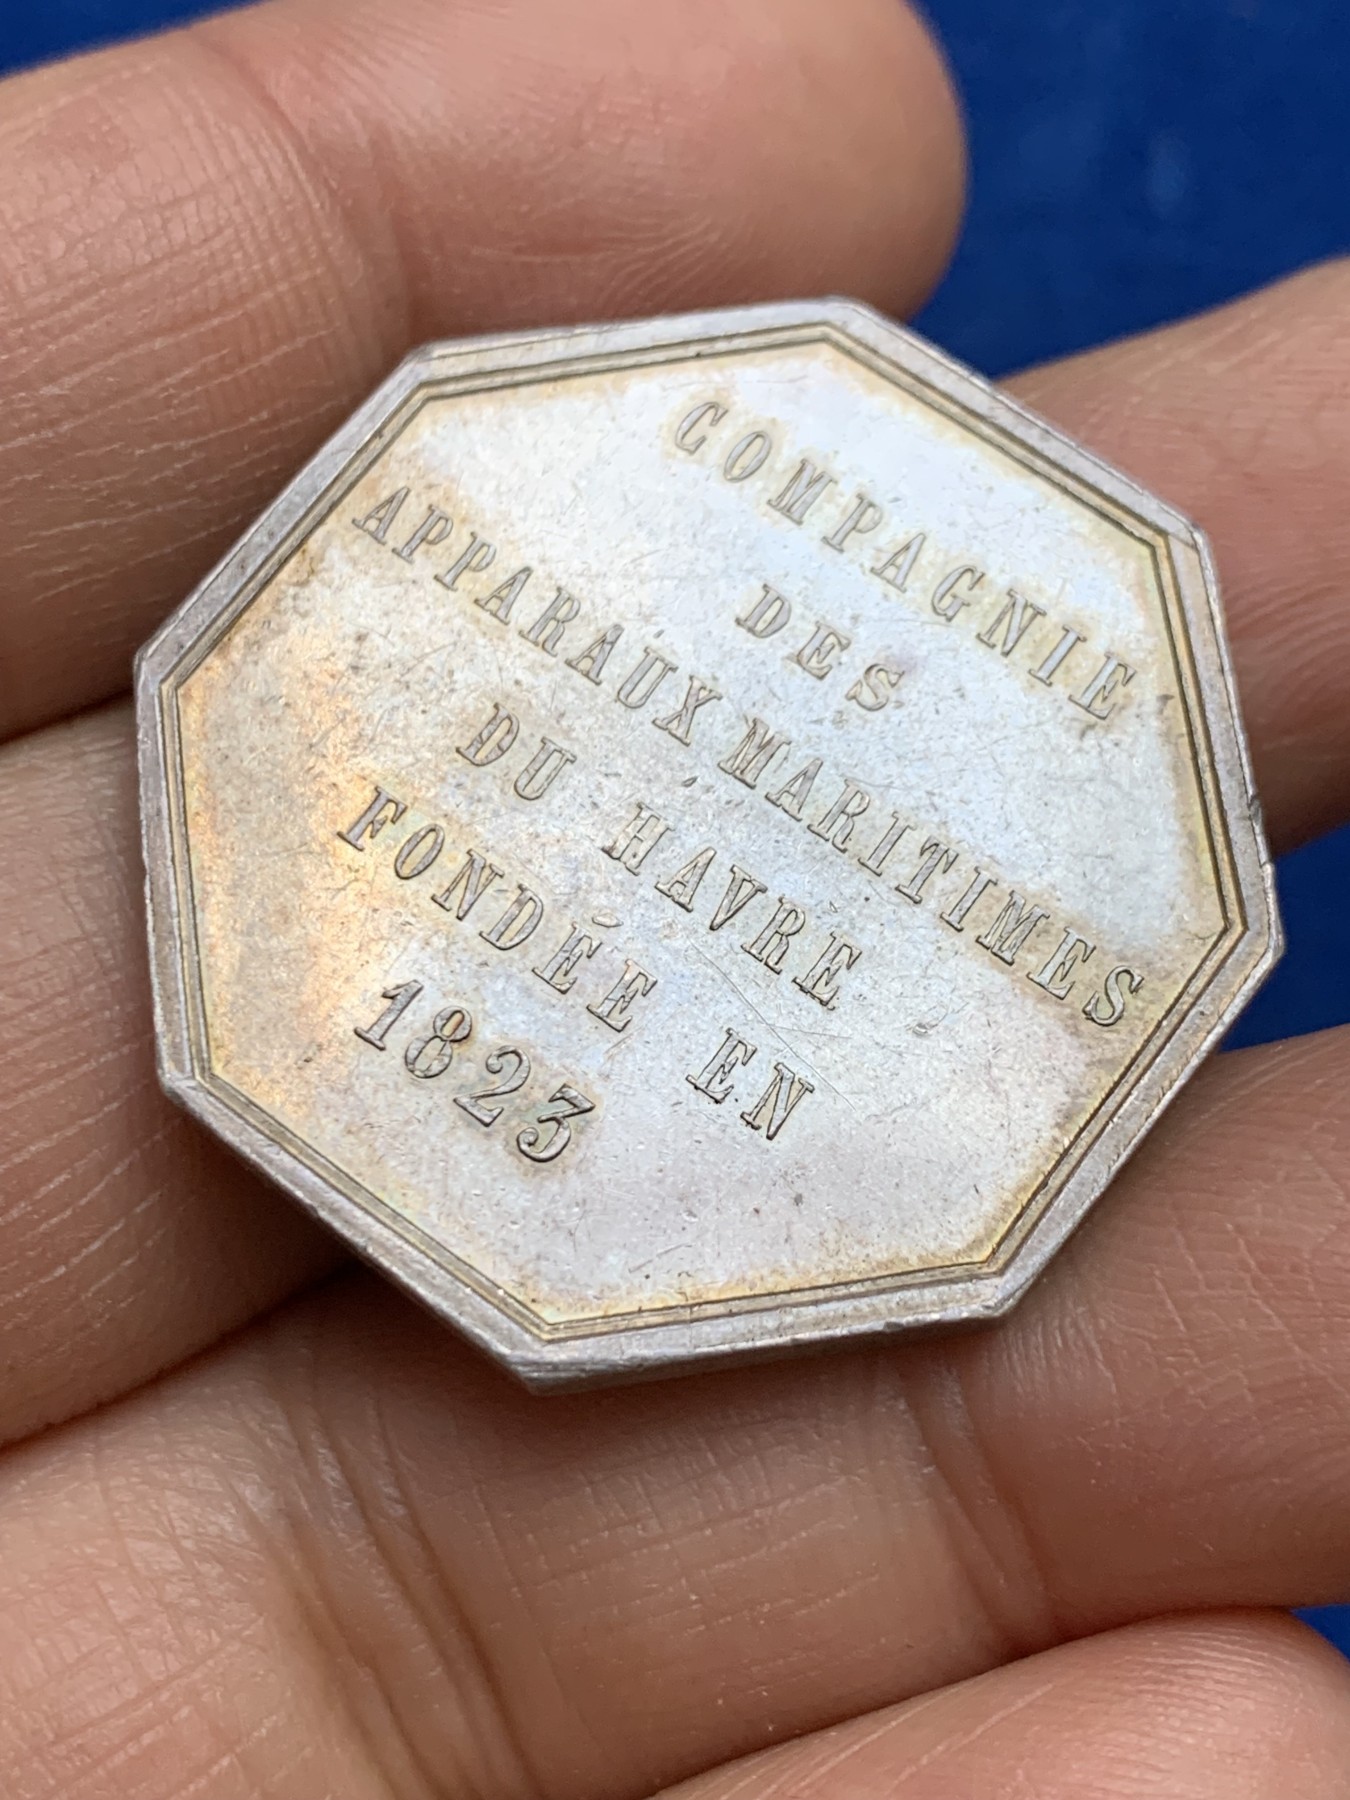 COMPAGNIE
DES
APPARAUX MARITIMES
DU HAVRE
FONDÉE EN
1823